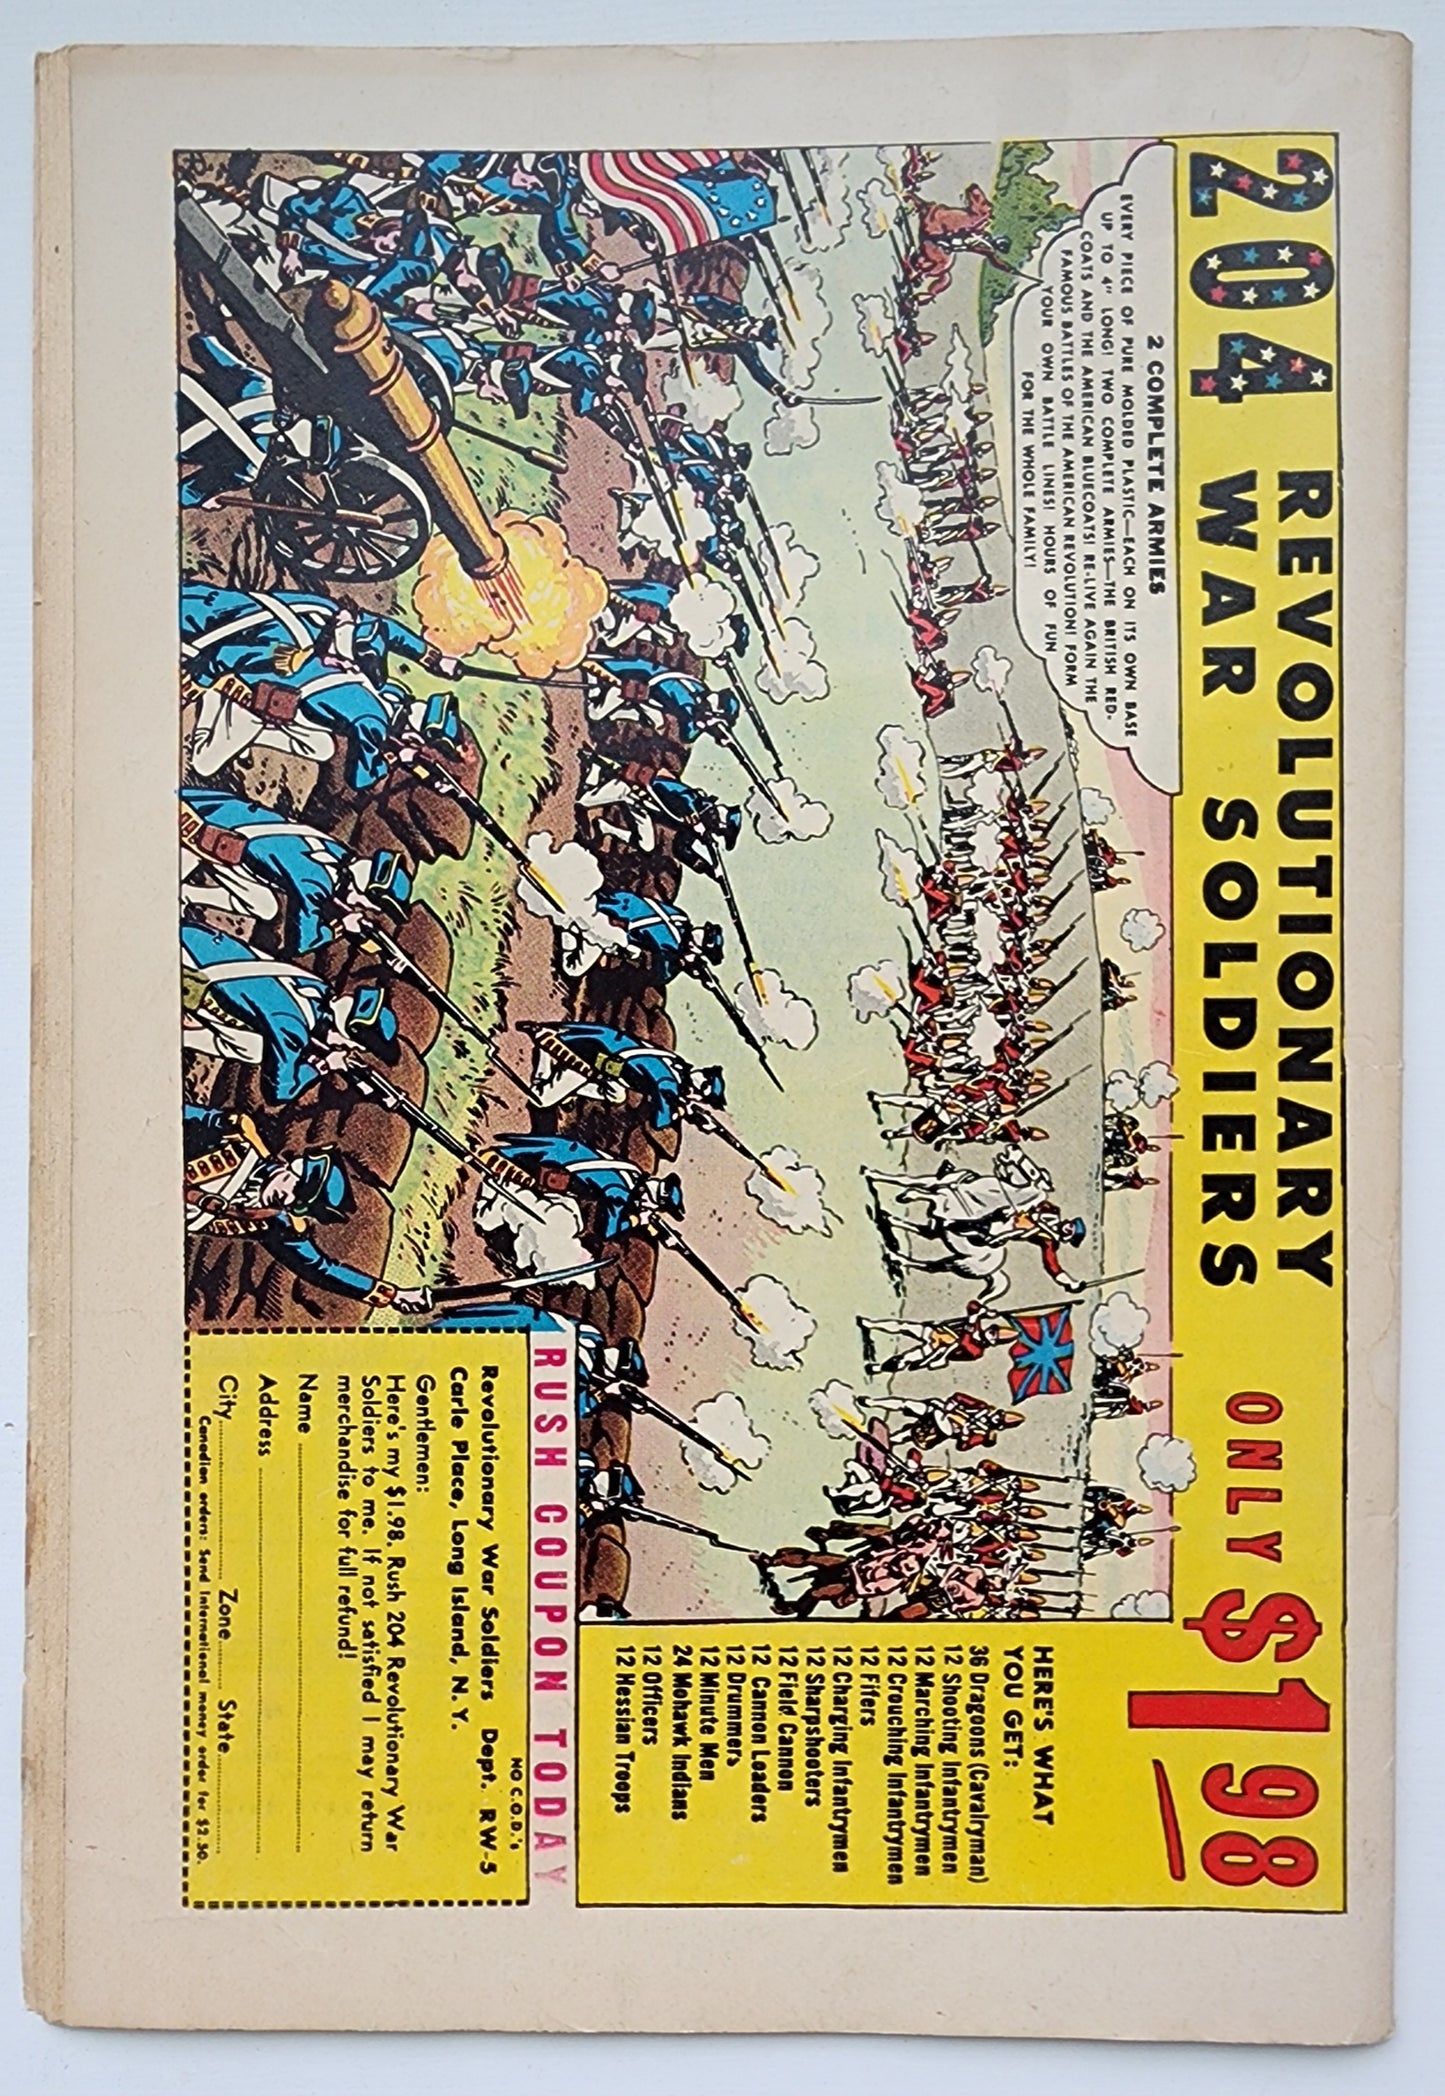 204 REVOLUTIONARY
WAR SOLDIERS
ONLY $1 98
2 COMPLETE ARMIES
EVERY PIECE OF PURE MOLDED PLASTIC—EACH ON ITS OWN BASE
UP TO 4" LONG! TWO COMPLETE ARMIES—THE BRITISH RED-
COATS AND THE AMERICAN BLUECOATS! RE-LIVE AGAIN THE
FAMOUS BATTLES OF THE AMERICAN REVOLUTION! FORM
YOUR OWN BATTLE LINES! HOURS OF FUN
FOR THE WHOLE FAMILY!
HERE'S WHAT
YOU GET:
36 Dragoons (Cavalryman)
12 Shooting Infantrymen
12 Marching Infantrymen
12 Crouching Infantrymen
12 Fifers
12 Charging Infantrymen
12 Sharpshooters
12 Field Cannon
12 Cannon Loaders
12 Drummers
12 Minute Men
24 Mohawk Indians
12 Officers
12 Hessian Troops
RUSH COUPON TODAY
NO C.O.D.'s
Revolutionary War Soldiers Dept. RW-5
Carle Place, Long Island, N. Y.
Gentlemen:
Here's my $1.98. Rush 204 Revolutionary War
Soldiers to me. If not satisfied I may return
merchandise for full refund!
Name
Address
City Zone State
Canadian orders: Send International money order for $2.50.